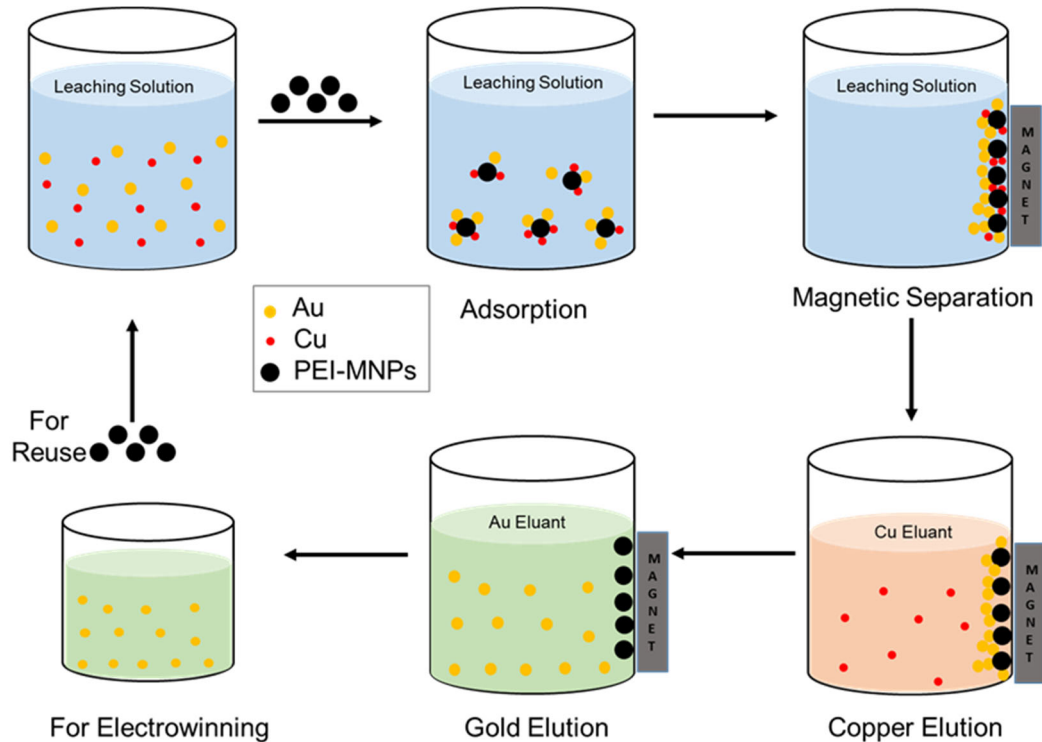 Leaching Solution
Leaching Solution
Leaching Solution
MAGNET
Adsorption
Magnetic Separation
Au
Cu
PEI-MNPs
For
Reuse
Au Eluant
MAGNET
Cu Eluant
MAGNET
For Electrowinning
Gold Elution
Copper Elution